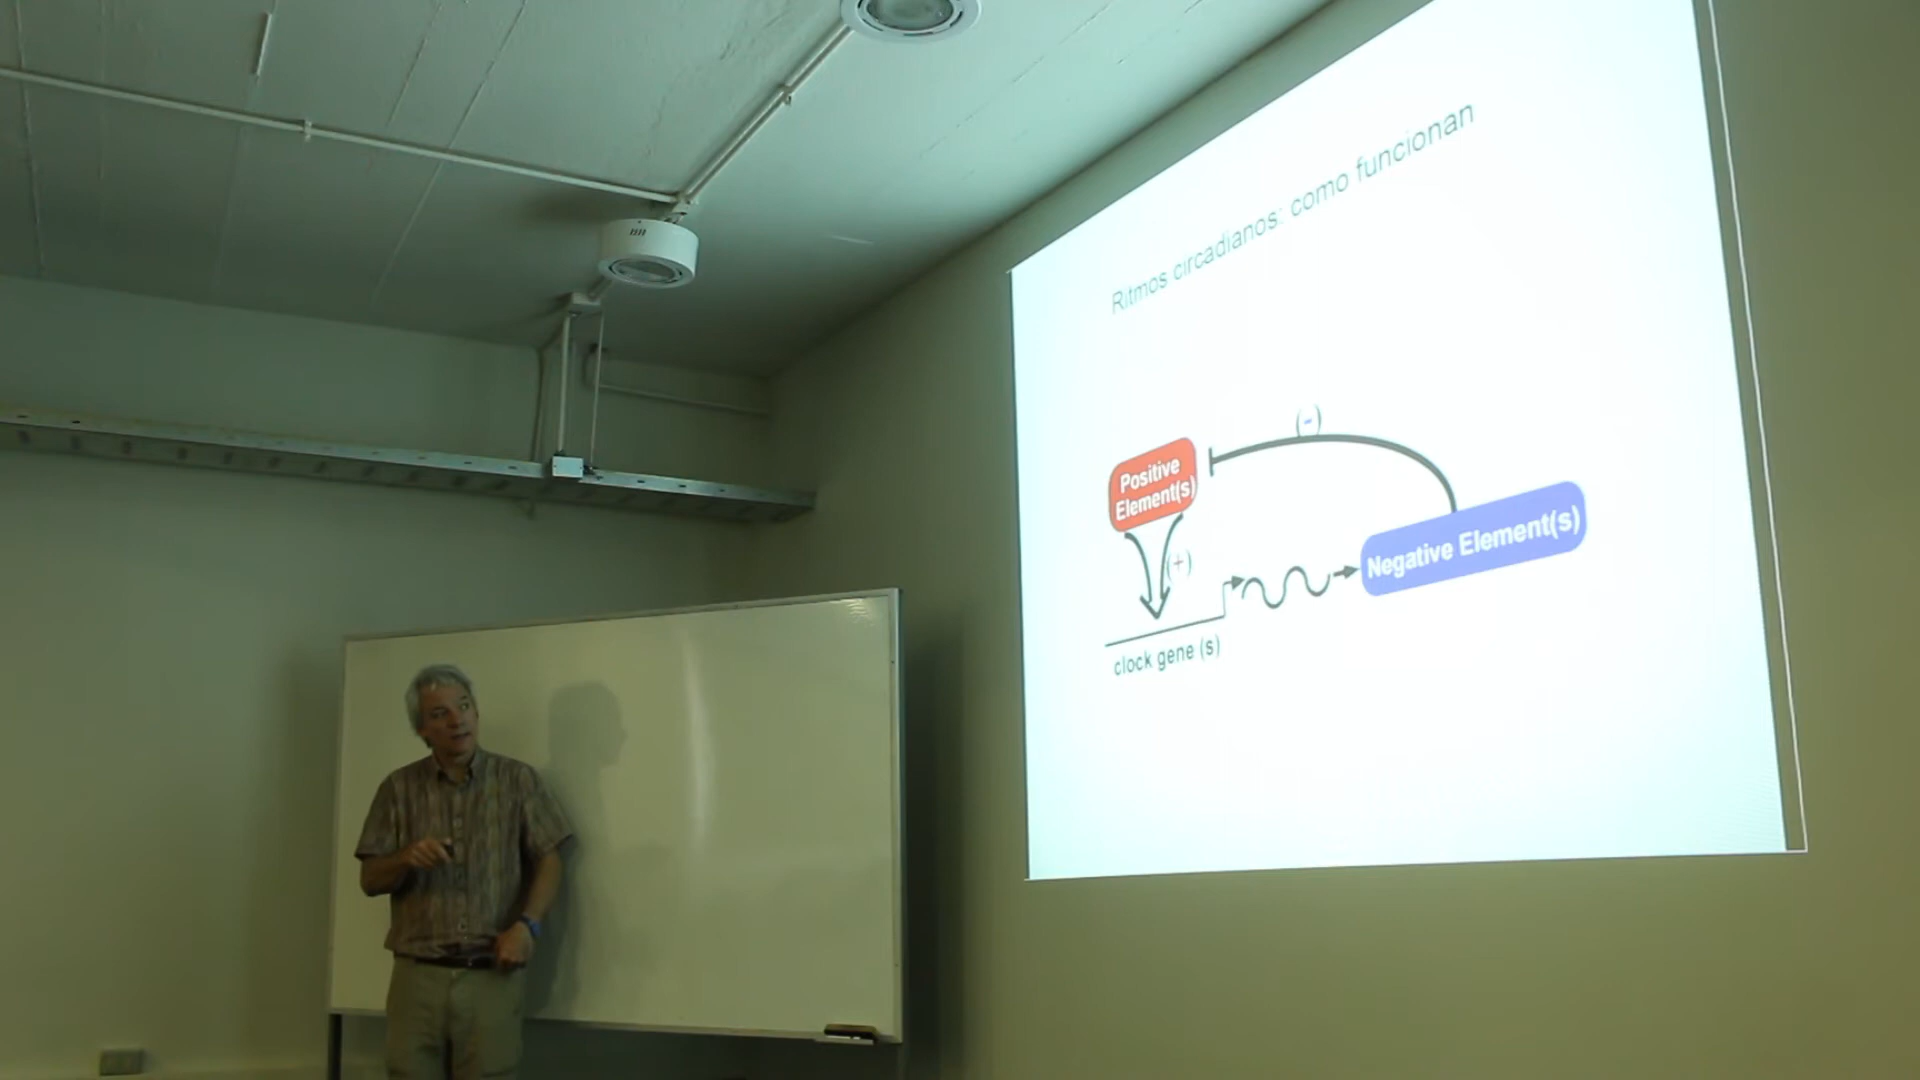 Ritmos circadianos: como funcionan
(-)
Positive
Element(s)
(+)
Negative Element(s)
clock gene (s)